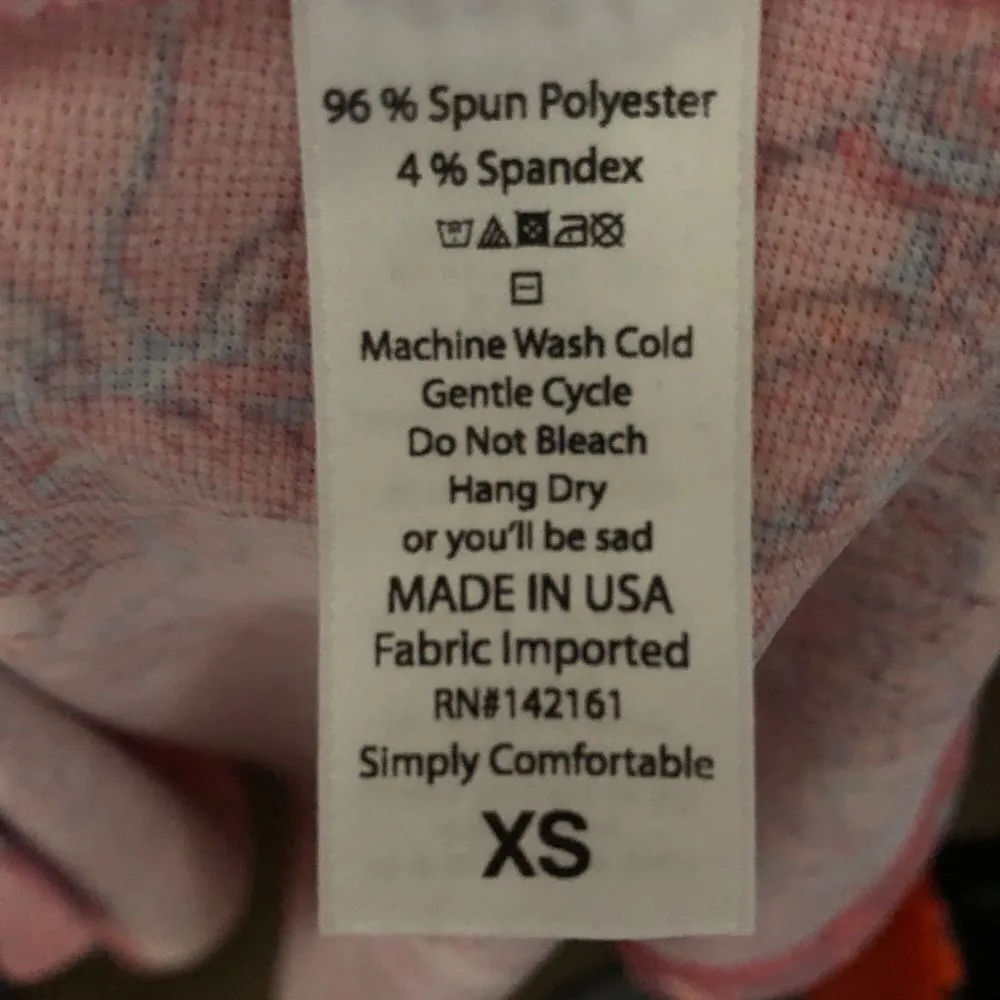 96 % Spun Polyester
4 % Spandex
Machine Wash Cold
Gentle Cycle
Do Not Bleach
Hang Dry
or you'll be sad
MADE IN USA
Fabric Imported
RN#142161
Simply Comfortable
XS